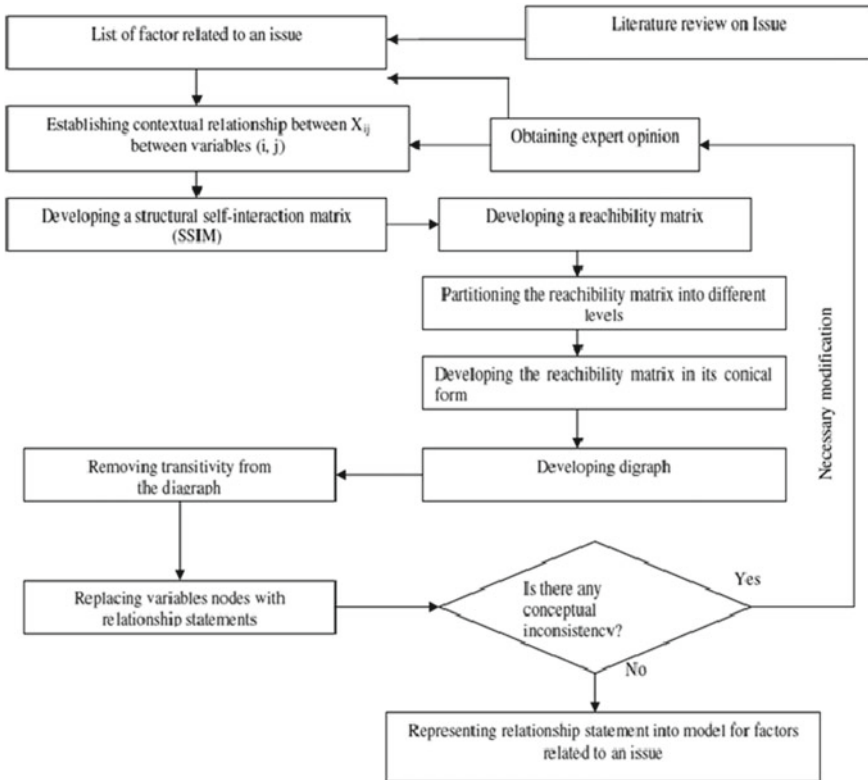 List of factor related to an issue
Literature review on Issue
Establishing contextual relationship between X_ij
between variables (i, j)
Obtaining expert opinion
Developing a structural self-interaction matrix
(SSIM)
Developing a reachibility matrix
Partitioning the reachibility matrix into different
levels
Developing the reachibility matrix in its conical
form
Necessary modification
Removing transitivity from
the diagraph
Developing digraph
Replacing variables nodes with
relationship statements
Is there any
conceptual
inconsistency?
Yes
No
Representing relationship statement into model for factors
related to an issue